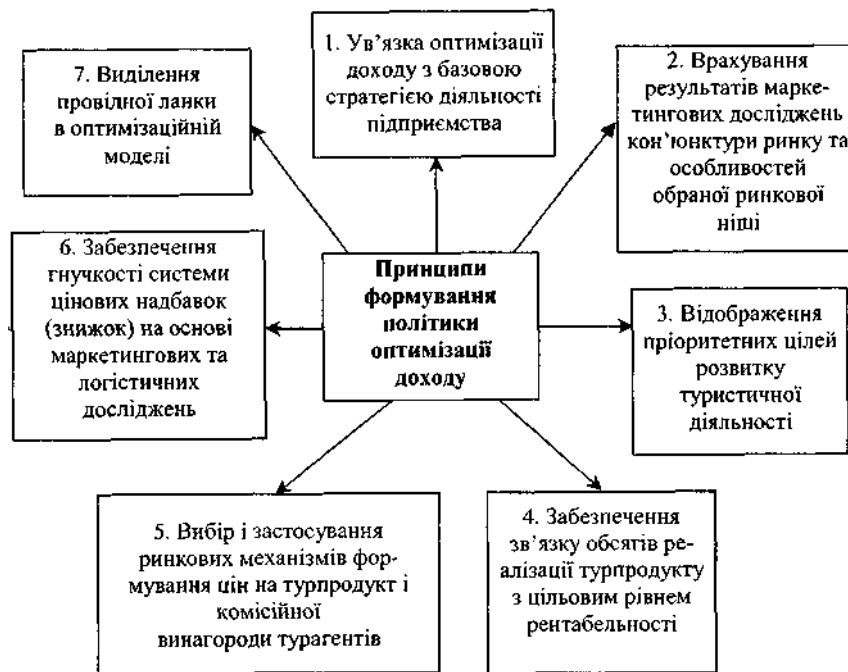 1. Ув’язка оптимізації
доходу з базовою
стратегією діяльності
підприємства
2. Врахування
результатів марке-
тингових досліджень
кон’юнктури ринку та
особливостей
обраної ринкової
ніші
3. Відображення
пріоритетних цілей
розвитку
туристичної
діяльності
4. Забезпечення
зв’язку обсягів ре-
алізації турпродукту
з цільовим рівнем
рентабельності
5. Вибір і застосування
ринкових механізмів фор-
мування цін на турпродукт і
комісійної
винагороди турагентів
6. Забезпечення
гнучкості системи
цінових надбавок
(знижок) на основі
маркетингових та
логістичних
досліджень
7. Виділення
провідної ланки
в оптимізаційній
моделі
Принципи
формування
політики
оптимізації
доходу